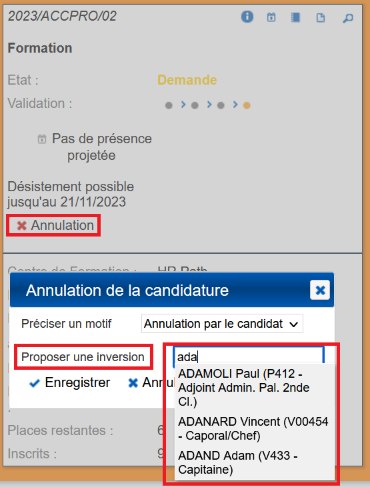 2023/ACCPRO/02
Formation
Etat : Demande
Validation :
Pas de présence
projetée
Désistement possible
jusqu'au 21/11/2023
Annulation
Centre de Formation : HR Path
Annulation de la candidature
Préciser un motif Annulation par le candidat
Proposer une inversion ada
Enregistrer Annu
ADAMOLI Paul (P412 -
Adjoint Admin. Pal. 2nde
Cl.)
ADANARD Vincent (V00454
- Caporal/Chef)
ADAND Adam (V433 -
Capitaine)
Places restantes : 6
Inscrits : 9